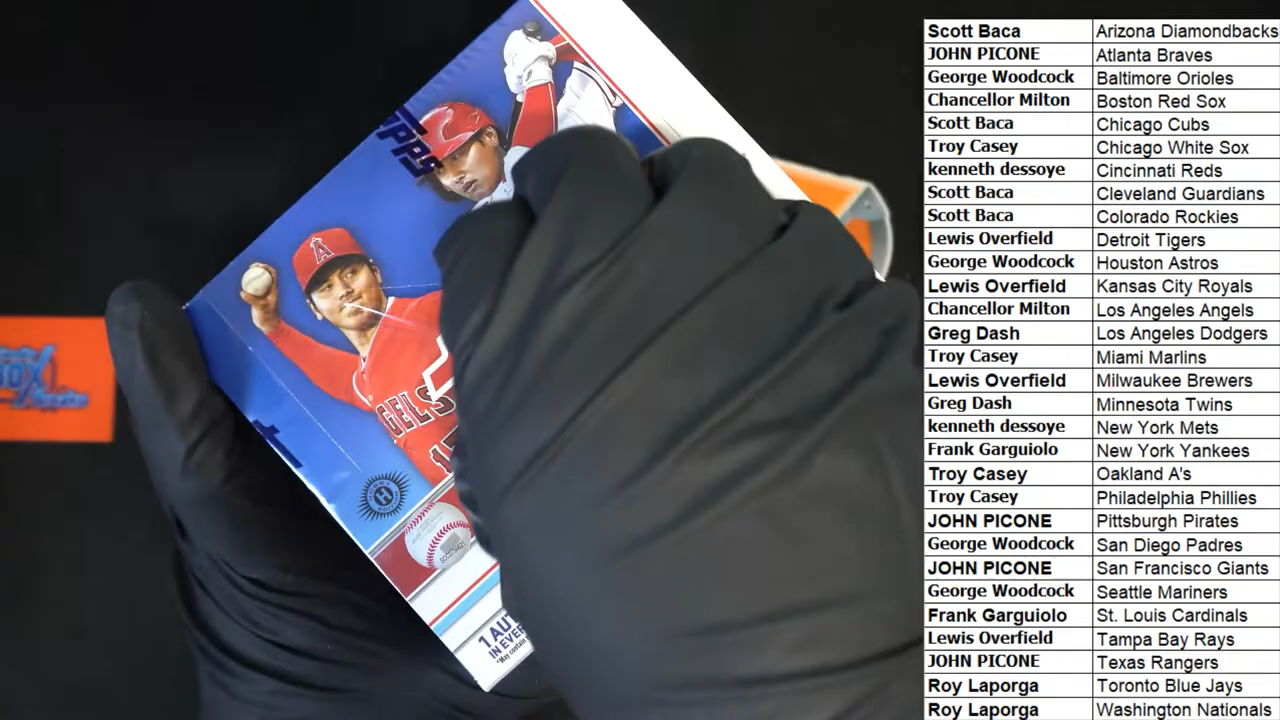 Scott Baca Arizona Diamondbacks
JOHN PICONE Atlanta Braves
George Woodcock Baltimore Orioles
Chancellor Milton Boston Red Sox
Scott Baca Chicago Cubs
Troy Casey Chicago White Sox
kenneth dessoye Cincinnati Reds
Scott Baca Cleveland Guardians
Scott Baca Colorado Rockies
Lewis Overfield Detroit Tigers
George Woodcock Houston Astros
Lewis Overfield Kansas City Royals
Chancellor Milton Los Angeles Angels
Greg Dash Los Angeles Dodgers
Troy Casey Miami Marlins
Lewis Overfield Milwaukee Brewers
Greg Dash Minnesota Twins
kenneth dessoye New York Mets
Frank Garguiolo New York Yankees
Troy Casey Oakland A's
Troy Casey Philadelphia Phillies
JOHN PICONE Pittsburgh Pirates
George Woodcock San Diego Padres
JOHN PICONE San Francisco Giants
George Woodcock Seattle Mariners
Frank Garguiolo St. Louis Cardinals
Lewis Overfield Tampa Bay Rays
JOHN PICONE Texas Rangers
Roy Laporga Toronto Blue Jays
Roy Laporga Washington Nationals
A
GELS
HOBBY
H
1 AUT
IN EVER
*May contain